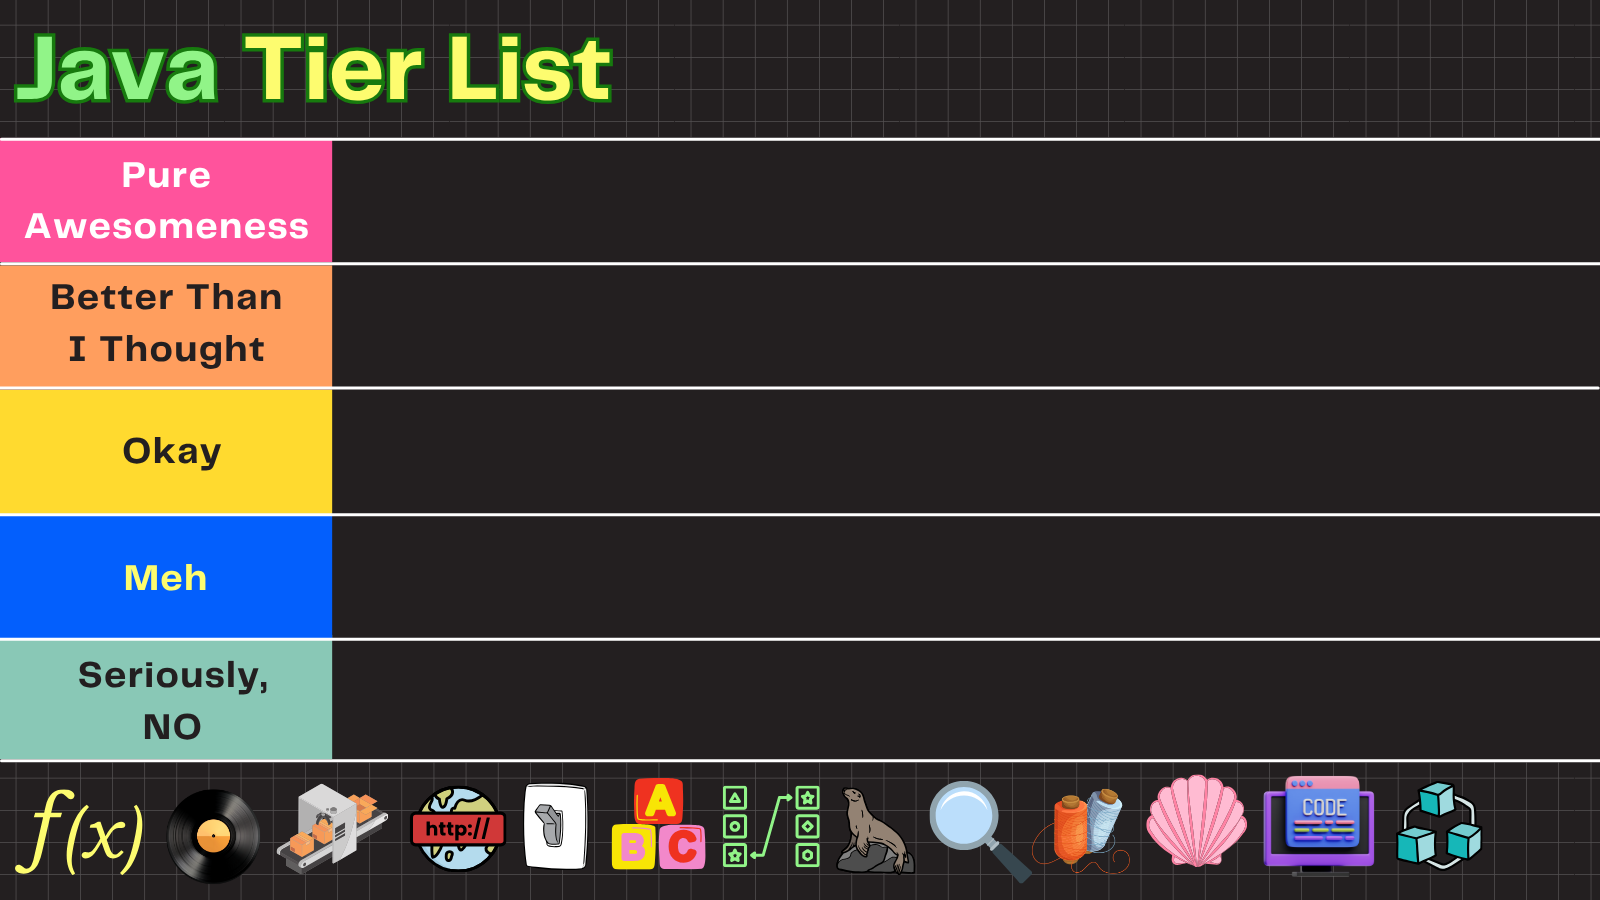 Java Tier List
Pure
Awesomeness
Better Than
I Thought
Okay
Meh
Seriously,
NO
f(x)
http://
A
B C
CODE